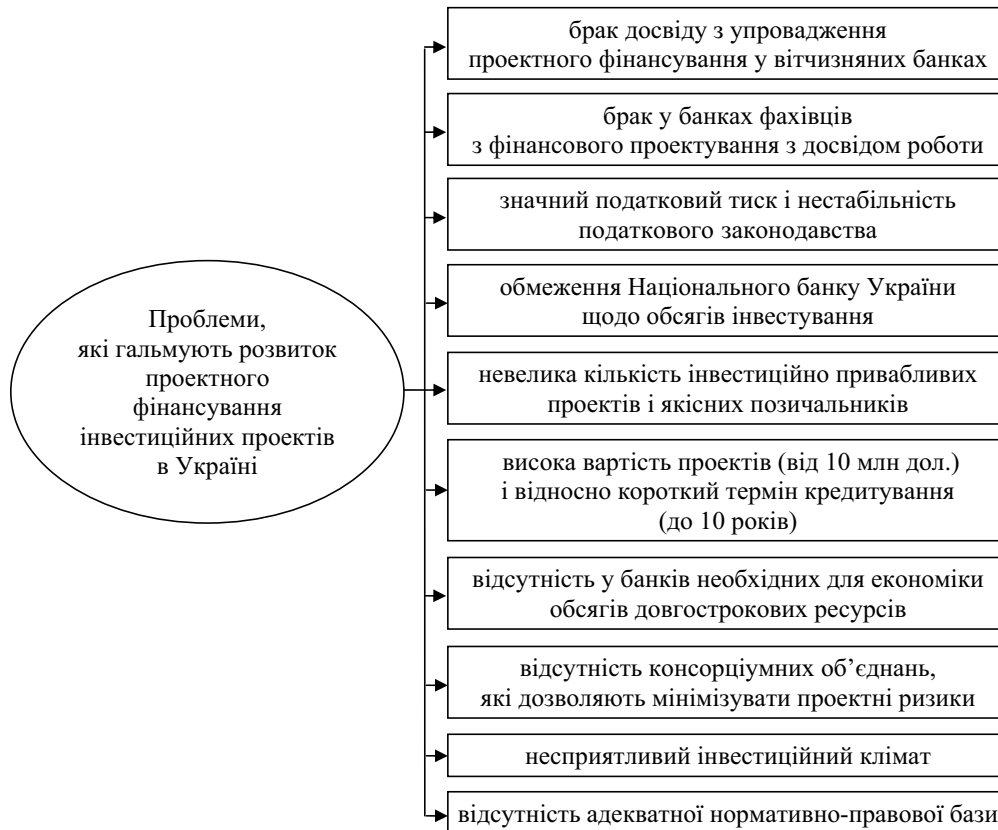 Проблеми,
які гальмують розвиток
проектного
фінансування
інвестиційних проектів
в Україні
брак досвіду з упровадження
проектного фінансування у вітчизняних банках
брак у банках фахівців
з фінансового проектування з досвідом роботи
значний податковий тиск і нестабільність
податкового законодавства
обмеження Національного банку України
щодо обсягів інвестування
невелика кількість інвестиційно привабливих
проектів і якісних позичальників
висока вартість проектів (від 10 млн дол.)
і відносно короткий термін кредитування
(до 10 років)
відсутність у банків необхідних для економіки
обсягів довгострокових ресурсів
відсутність консорціумних об’єднань,
які дозволяють мінімізувати проектні ризики
несприятливий інвестиційний клімат
відсутність адекватної нормативно-правової бази